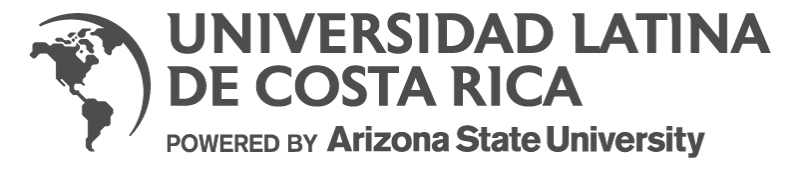 UNIVERSIDAD LATINA
DE COSTA RICA
POWERED BY Arizona State University